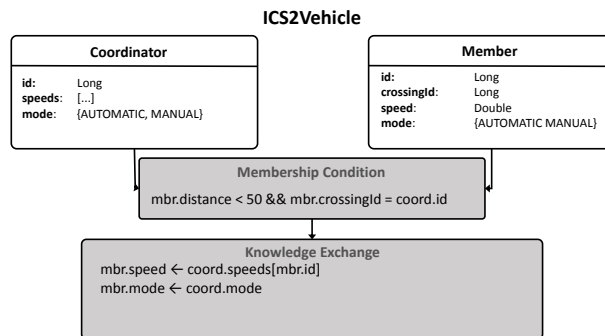 ICS2Vehicle
Coordinator
id: Long
speeds: [...]
mode: {AUTOMATIC, MANUAL}
Member
id: Long
crossingId: Long
speed: Double
mode: {AUTOMATIC MANUAL}
Membership Condition
mbr.distance < 50 && mbr.crossingId = coord.id
Knowledge Exchange
mbr.speed ← coord.speeds[mbr.id]
mbr.mode ← coord.mode